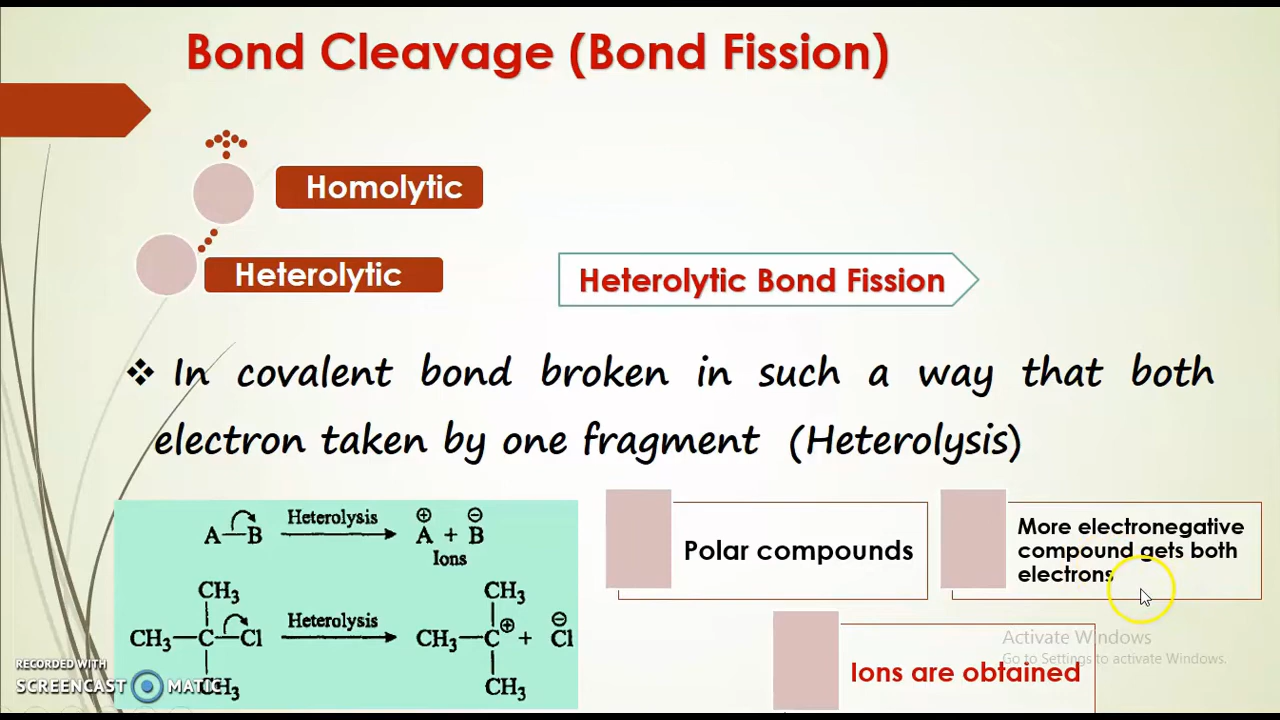 Bond Cleavage (Bond Fission)
Homolytic
Heterolytic
Heterolytic Bond Fission
❖ In covalent bond broken in such a way that both
electron taken by one fragment (Heterolysis)
A—B Heterolysis A⊕ + B⊖
Ions
CH₃ CH₃
CH₃—C—Cl Heterolysis CH₃—C⊕ + Cl⊖
CH₃ CH₃
Polar compounds
More electronegative
compound gets both
electrons
Ions are obtained
Activate Windows
Go to Settings to activate Windows.
RECORDED WITH
SCREENCAST MATIC